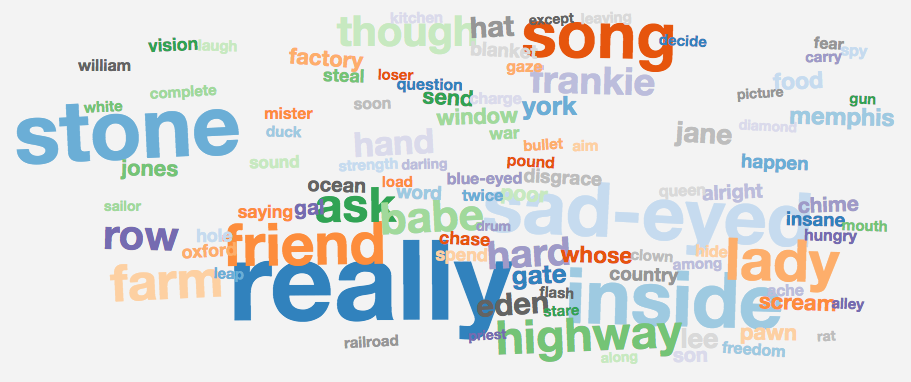 kitchen
except
leaving
though
hat
song
decide
vision
laugh
blanket
fear
spy
william
factory
gaze
carry
steal
loser
frankie
food
complete
question
picture
gun
white
soon
send
charge
york
memphis
stone
mister
window
diamond
duck
war
jane
hand
bullet
aim
jones
sound
strength
darling
pound
happen
ocean
load
blue-eyed
disgrace
word
twice
queen
alright
sailor
saying
ask
babe
sad-eyed
chime
insane
mouth
row
hole
friend
drum
hungry
oxford
chase
hard
whose
clown
hide
lady
spend
among
farm
leap
really
gate
country
inside
ache
eden
flash
scream
alley
stare
priest
highway
pawn
rat
railroad
lee
along
son
freedom